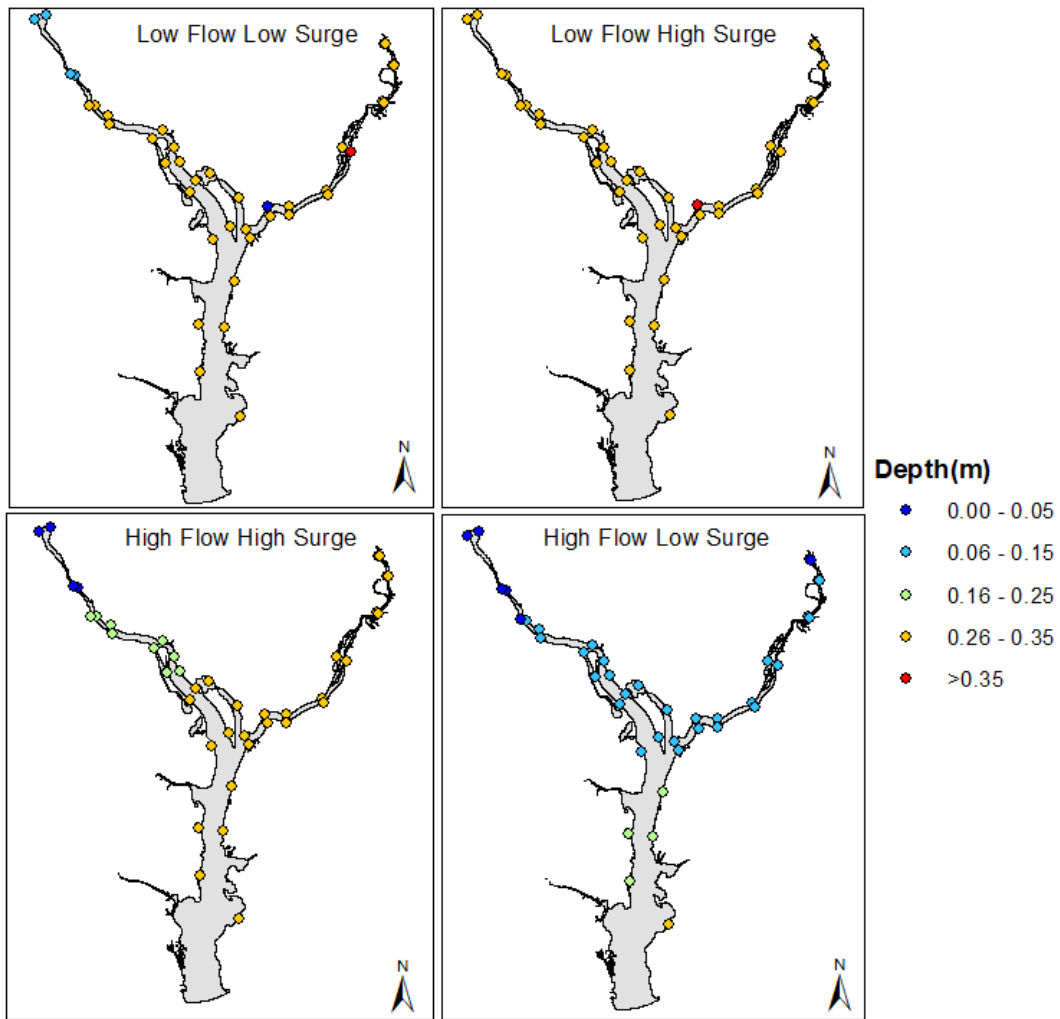 Low Flow Low Surge
Low Flow High Surge
N
N
High Flow High Surge
High Flow Low Surge
N
N
Depth(m)
0.00 - 0.05
0.06 - 0.15
0.16 - 0.25
0.26 - 0.35
>0.35